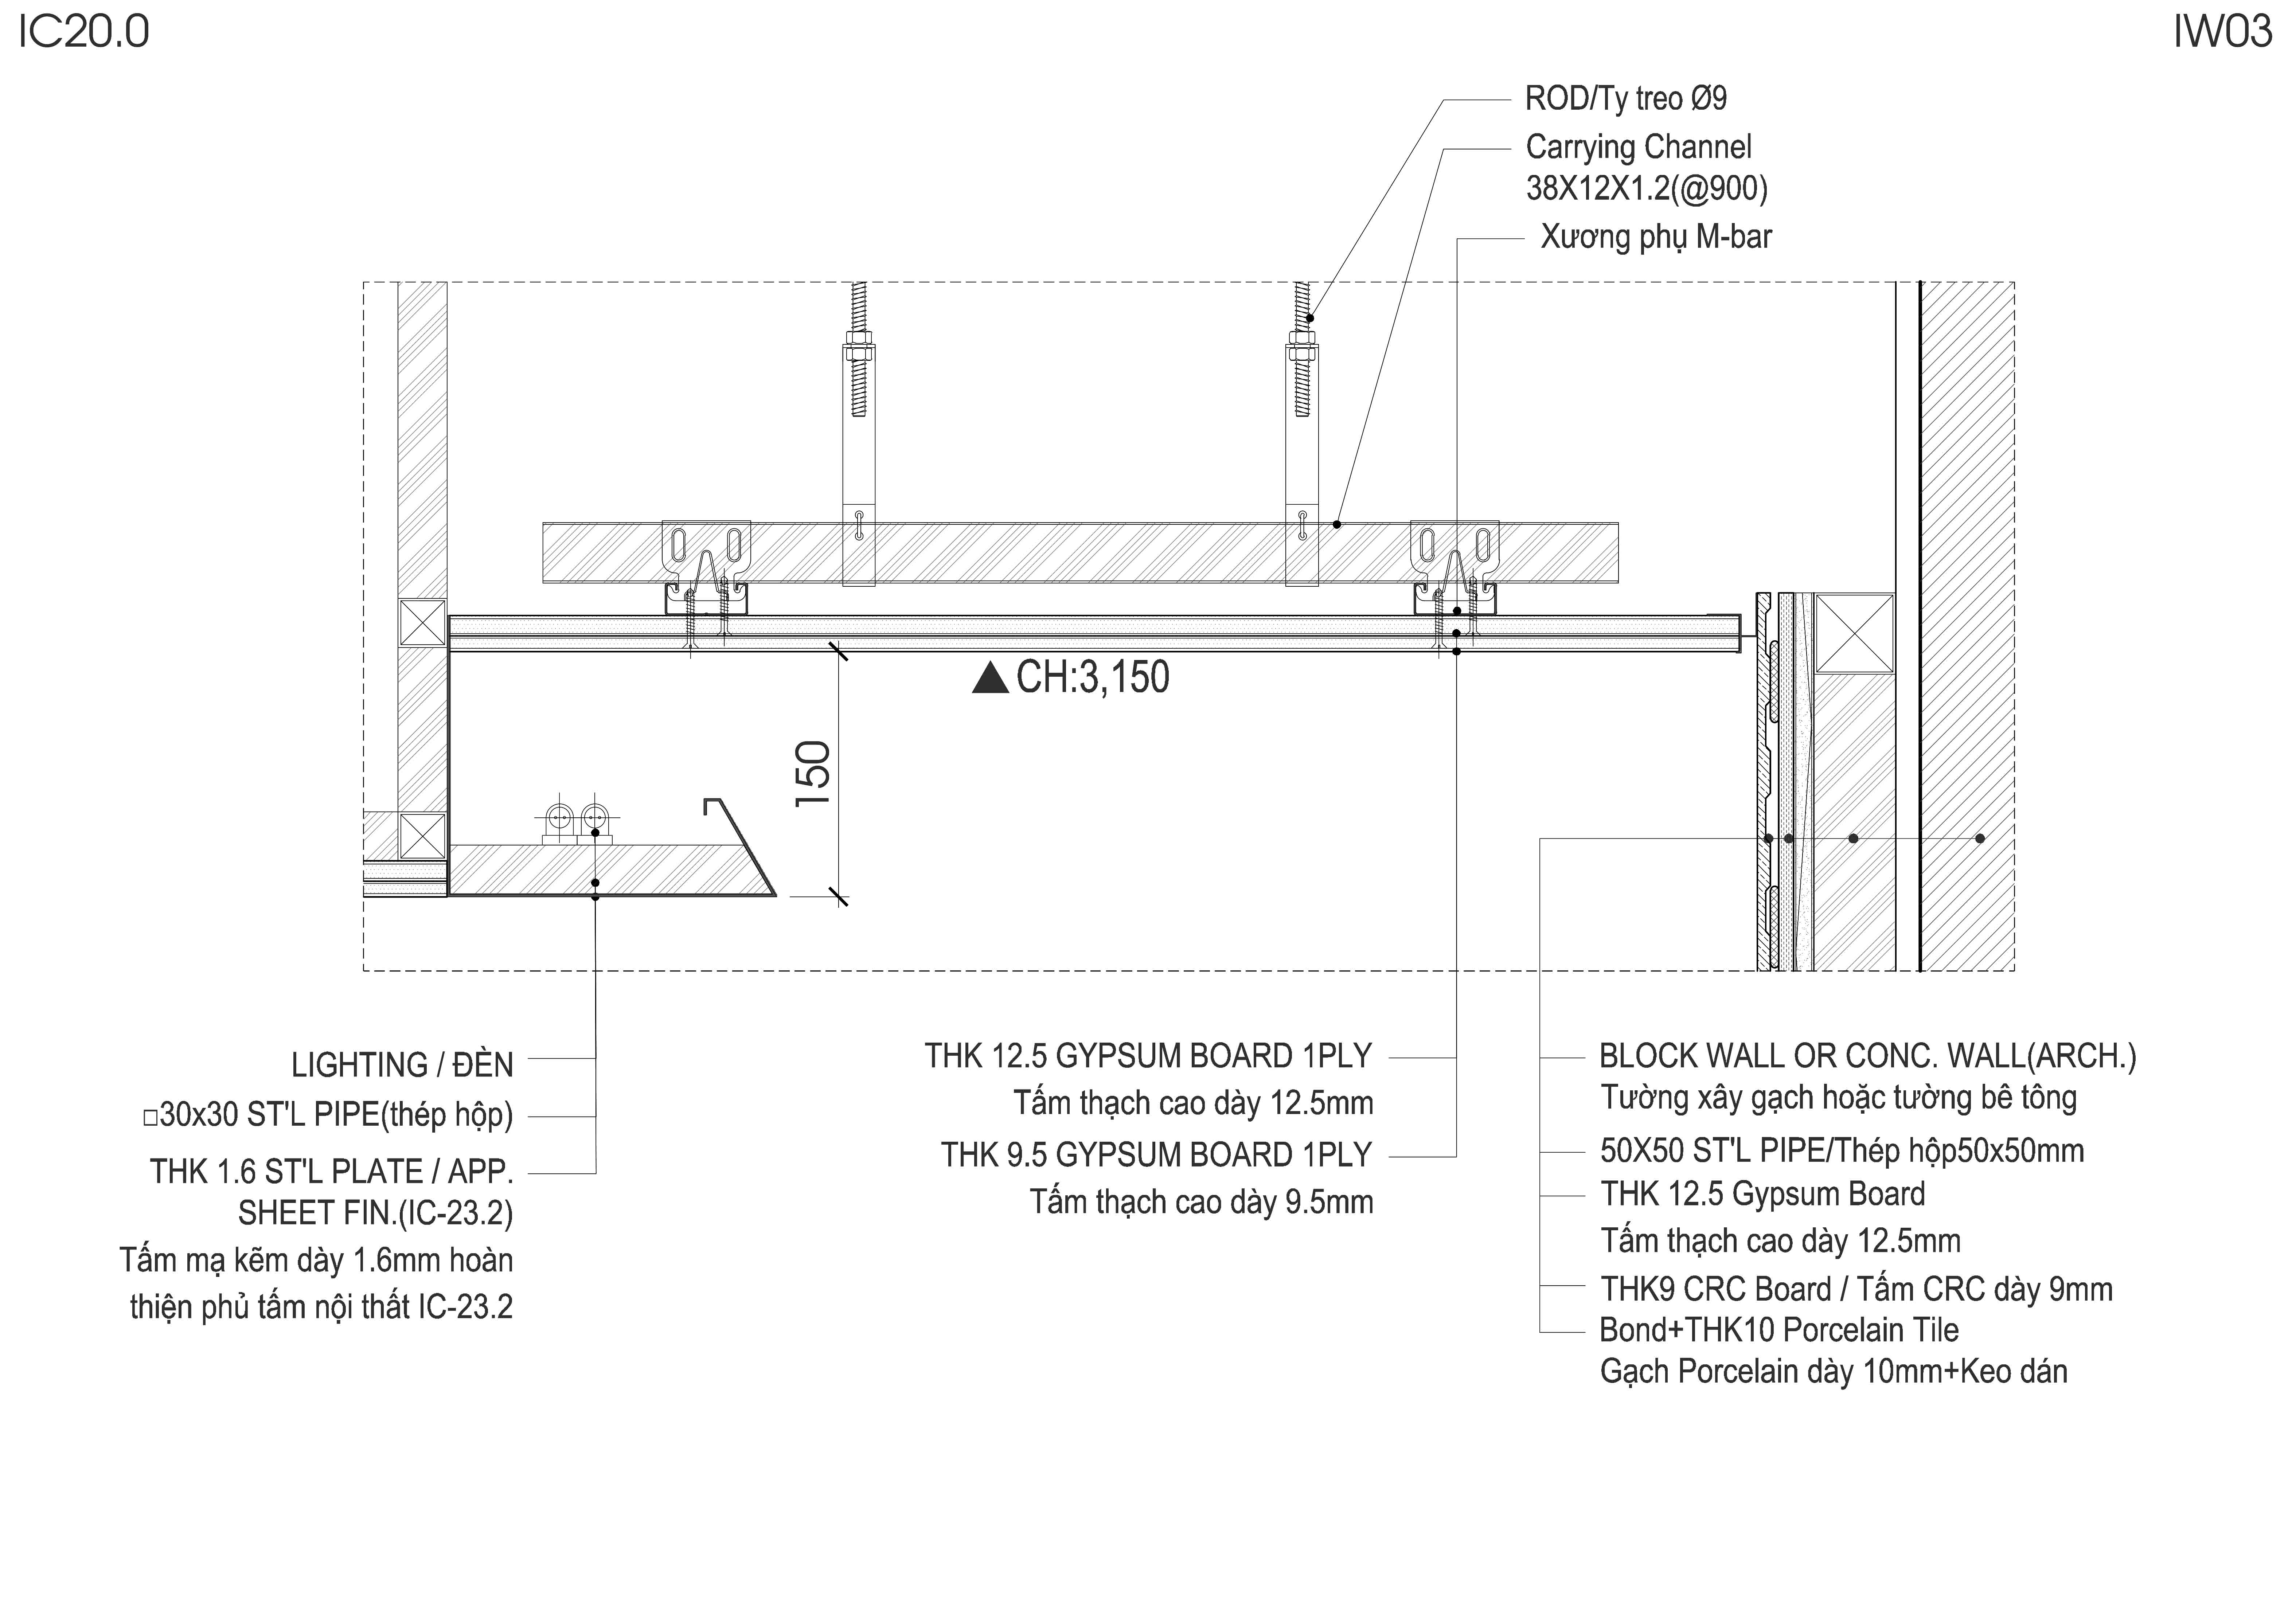 IC20.0
IW03
ROD/Ty treo Ø9
Carrying Channel
38X12X1.2(@900)
Xương phụ M-bar
▲CH:3,150
150
LIGHTING / ĐÈN
□30x30 ST'L PIPE(thép hộp)
THK 1.6 ST'L PLATE / APP.
SHEET FIN.(IC-23.2)
Tấm mạ kẽm dày 1.6mm hoàn
thiện phủ tấm nội thất IC-23.2
THK 12.5 GYPSUM BOARD 1PLY
Tấm thạch cao dày 12.5mm
THK 9.5 GYPSUM BOARD 1PLY
Tấm thạch cao dày 9.5mm
BLOCK WALL OR CONC. WALL(ARCH.)
Tường xây gạch hoặc tường bê tông
50X50 ST'L PIPE/Thép hộp50x50mm
THK 12.5 Gypsum Board
Tấm thạch cao dày 12.5mm
THK9 CRC Board / Tấm CRC dày 9mm
Bond+THK10 Porcelain Tile
Gạch Porcelain dày 10mm+Keo dán